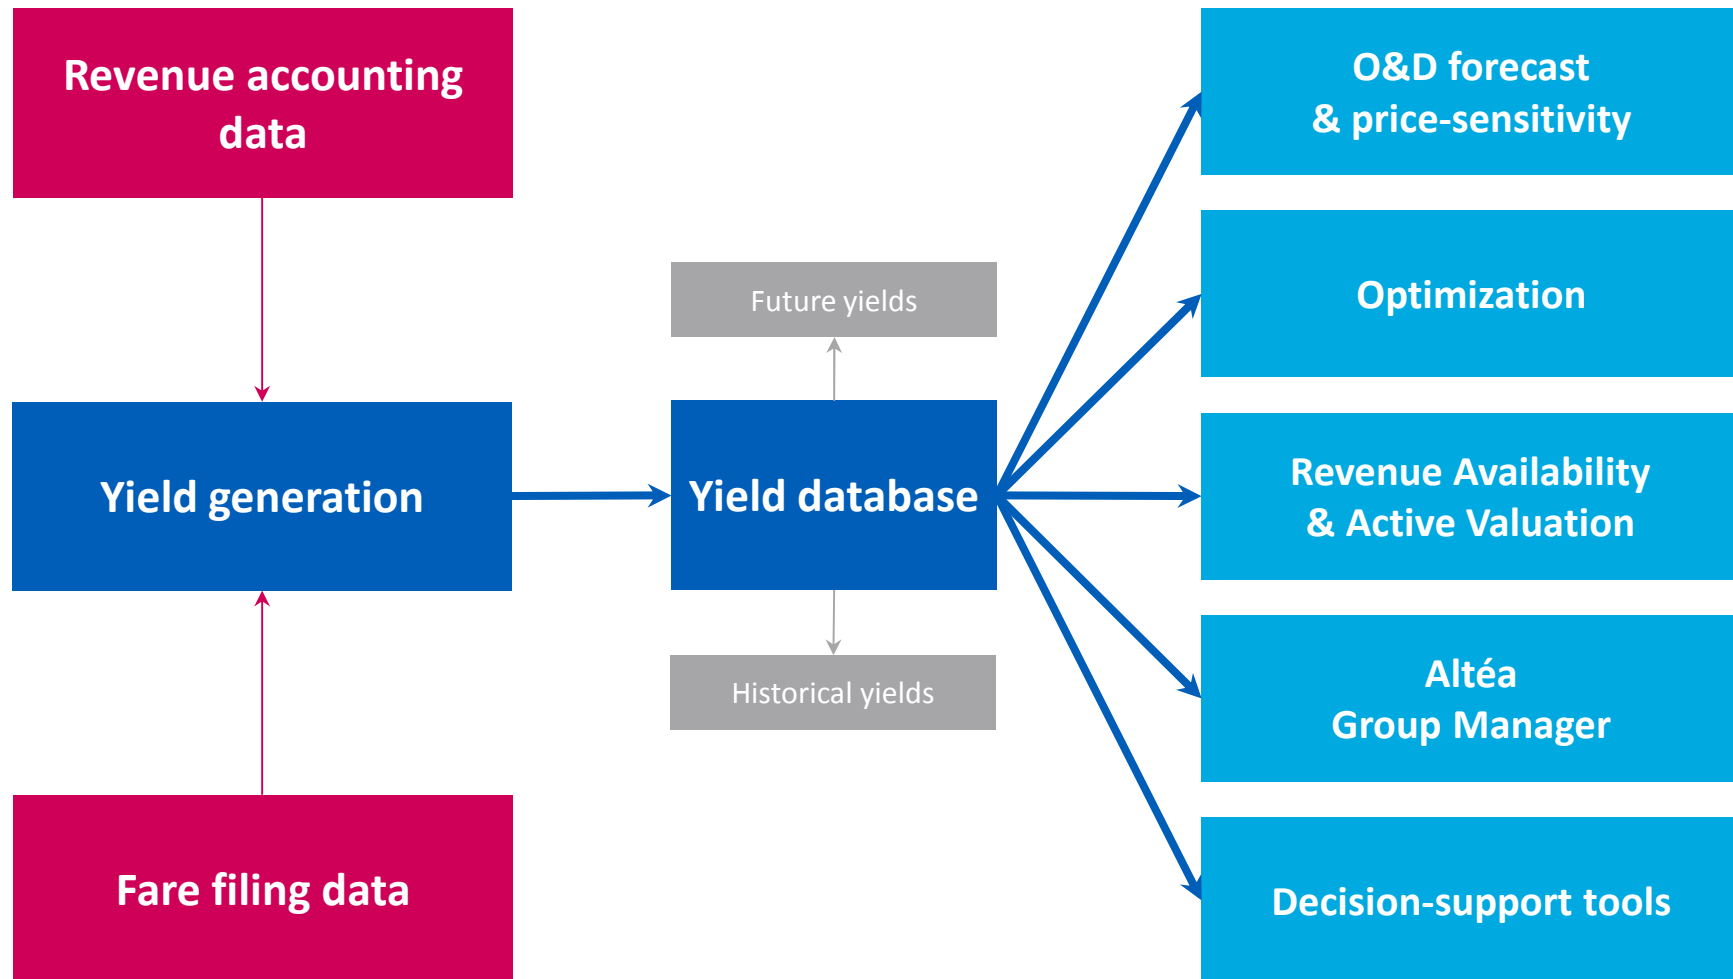 Revenue accounting
data
Yield generation
Fare filing data
Future yields
Yield database
Historical yields
O&D forecast
& price-sensitivity
Optimization
Revenue Availability
& Active Valuation
Altéa
Group Manager
Decision-support tools